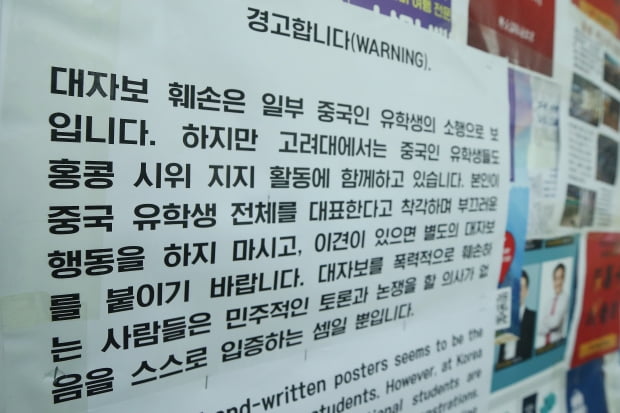 경고합니다(WARNING).
대자보 훼손은 일부 중국인 유학생의 소행으로 보
입니다. 하지만 고려대에서는 중국인 유학생들도
홍콩 시위 지지 활동에 함께하고 있습니다. 본인이
중국 유학생 전체를 대표한다고 착각하며 부끄러운
행동을 하지 마시고, 이견이 있으면 별도의 대자보
를 붙이기 바랍니다. 대자보를 폭력적으로 훼손하
는 사람들은 민주적인 토론과 논쟁을 할 의사가 없
음을 스스로 입증하는 셈일 뿐입니다.
nd-written posters seems to be the
students. However, at Korea
nal students are
strations.